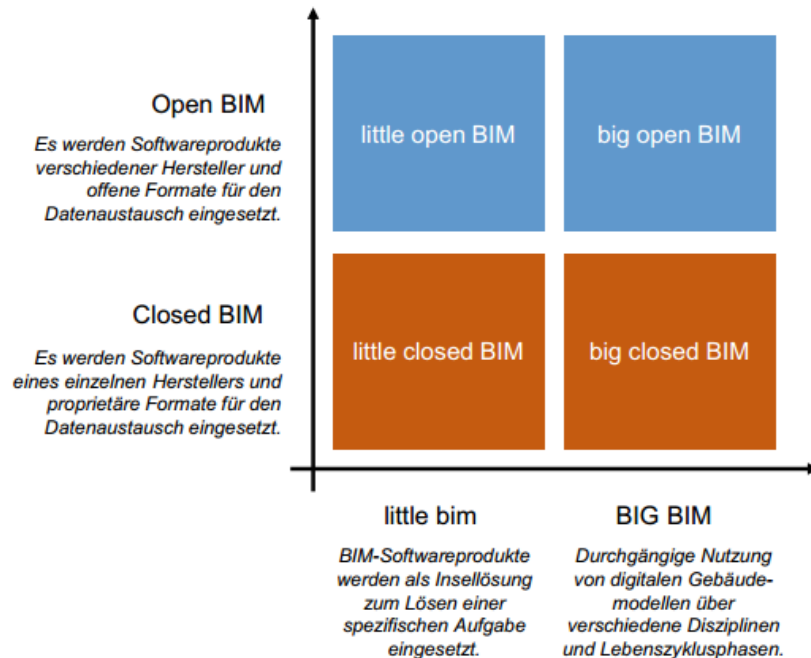 Open BIM
Es werden Softwareprodukte
verschiedener Hersteller und
offene Formate für den
Datenaustausch eingesetzt.
little open BIM
big open BIM
Closed BIM
Es werden Softwareprodukte
eines einzelnen Herstellers und
proprietäre Formate für den
Datenaustausch eingesetzt.
little closed BIM
big closed BIM
little bim
BIM-Softwareprodukte
werden als Insellösung
zum Lösen einer
spezifischen Aufgabe
eingesetzt.
BIG BIM
Durchgängige Nutzung
von digitalen Gebäude-
modellen über
verschiedene Disziplinen
und Lebenszyklusphasen.